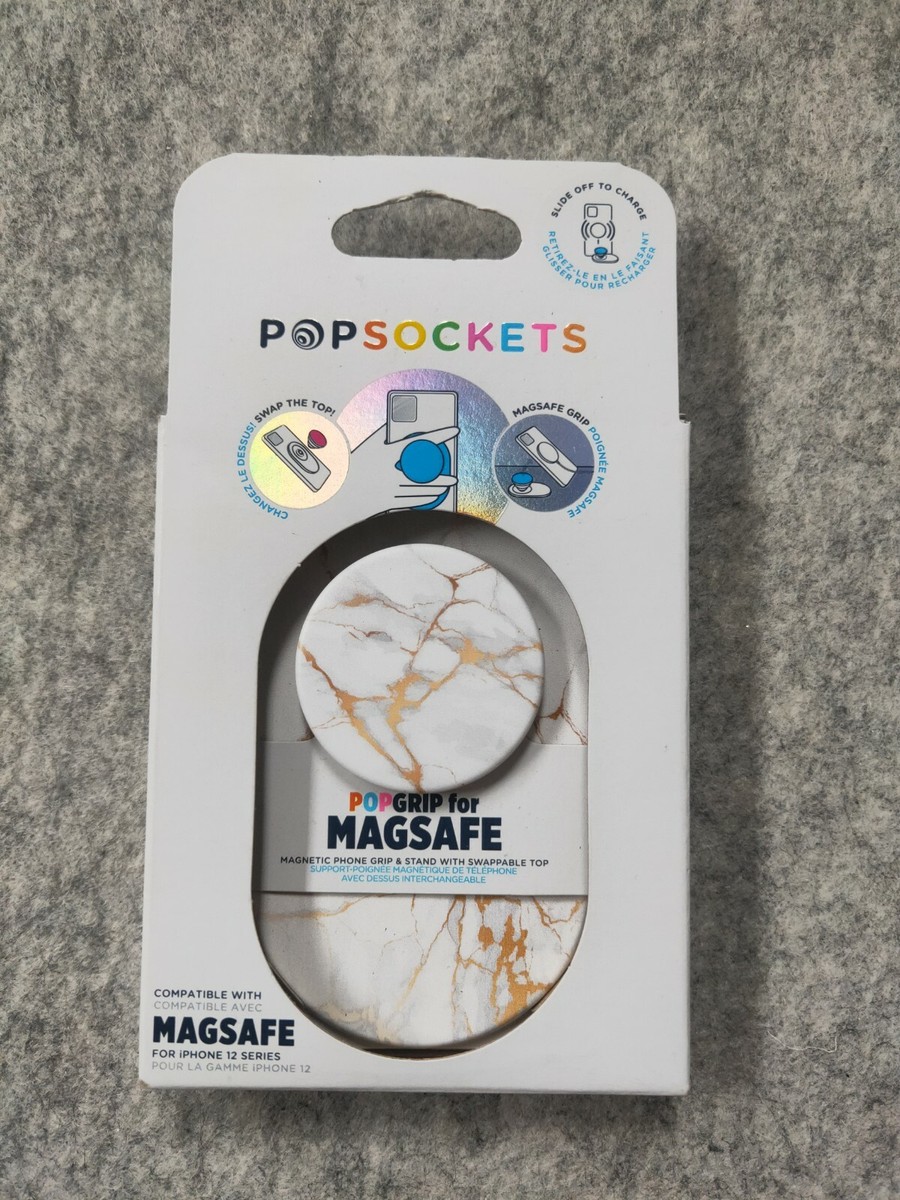 SLIDE OFF TO CHARGE
RETIREZ-LE EN LE FAISANT
GLISSER POUR RECHARGER
POPSOCKETS
SWAP THE TOP!
CHANGEZ LE DESSUS!
MAGSAFE GRIP
POIGNÉE MAGSAFE
POPGRIP for
MAGSAFE
MAGNETIC PHONE GRIP & STAND WITH SWAPPABLE TOP
SUPPORT-POIGNÉE MAGNÉTIQUE DE TÉLÉPHONE
AVEC DESSUS INTERCHANGEABLE
COMPATIBLE WITH
COMPATIBLE AVEC
MAGSAFE
FOR iPHONE 12 SERIES
POUR LA GAMME iPHONE 12